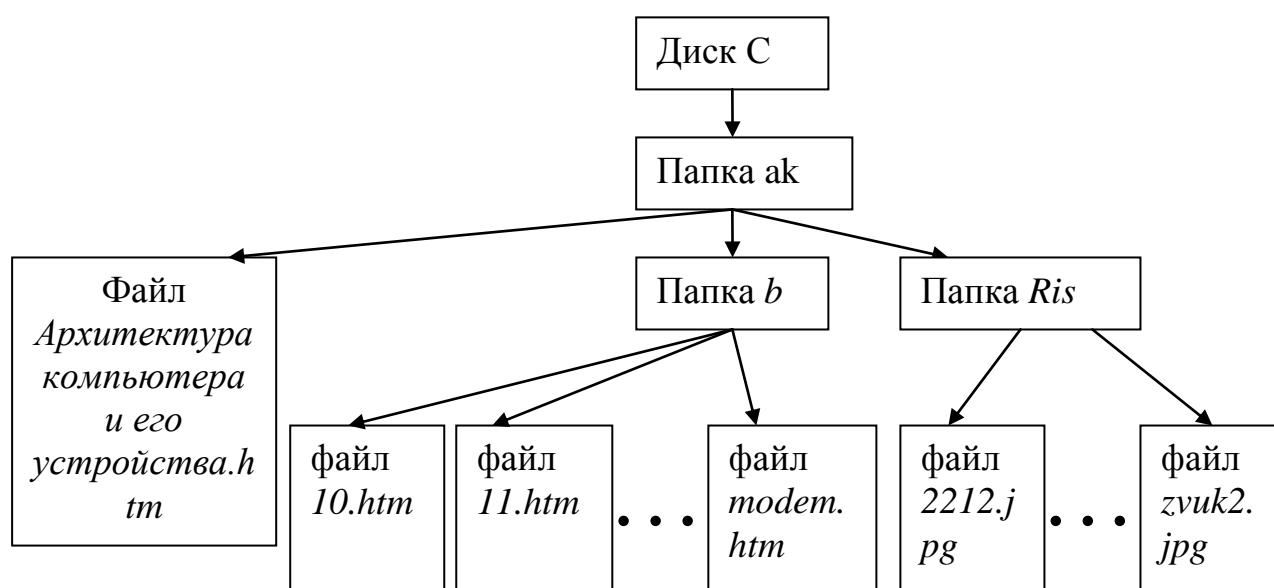 Диск C
Папка ak
Файл
Архитектура
компьютера
и его
устройства.h
tm
Папка b
Папка Ris
файл
10.htm
файл
11.htm
• • •
файл
modem.
htm
файл
2212.j
pg
• • •
файл
zvuk2.
jpg